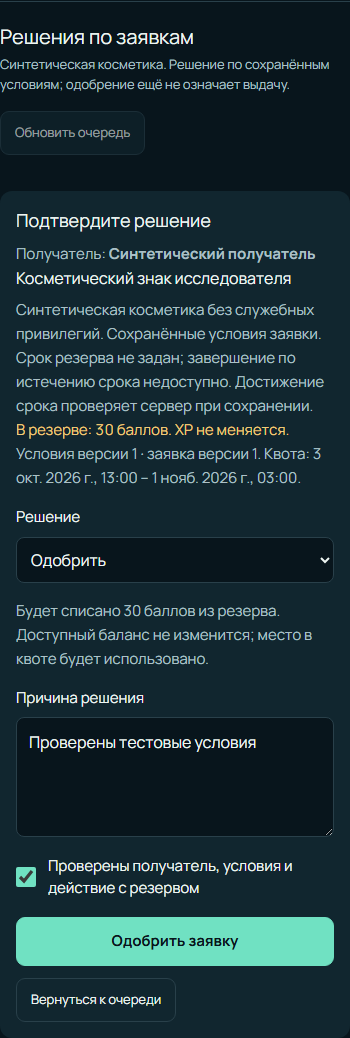 Решения по заявкам
Синтетическая косметика. Решение по сохранённым
условиям; одобрение ещё не означает выдачу.
Обновить очередь
Подтвердите решение
Получатель: Синтетический получатель
Косметический знак исследователя
Синтетическая косметика без служебных
привилегий. Сохранённые условия заявки.
Срок резерва не задан; завершение по
истечению срока недоступно. Достижение
срока проверяет сервер при сохранении.
В резерве: 30 баллов. XP не меняется.
Условия версии 1 · заявка версии 1. Квота: 3
окт. 2026 г., 13:00 – 1 нояб. 2026 г., 03:00.
Решение
Одобрить
Будет списано 30 баллов из резерва.
Доступный баланс не изменится; место в
квоте будет использовано.
Причина решения
Проверены тестовые условия
Проверены получатель, условия и
действие с резервом
Одобрить заявку
Вернуться к очереди